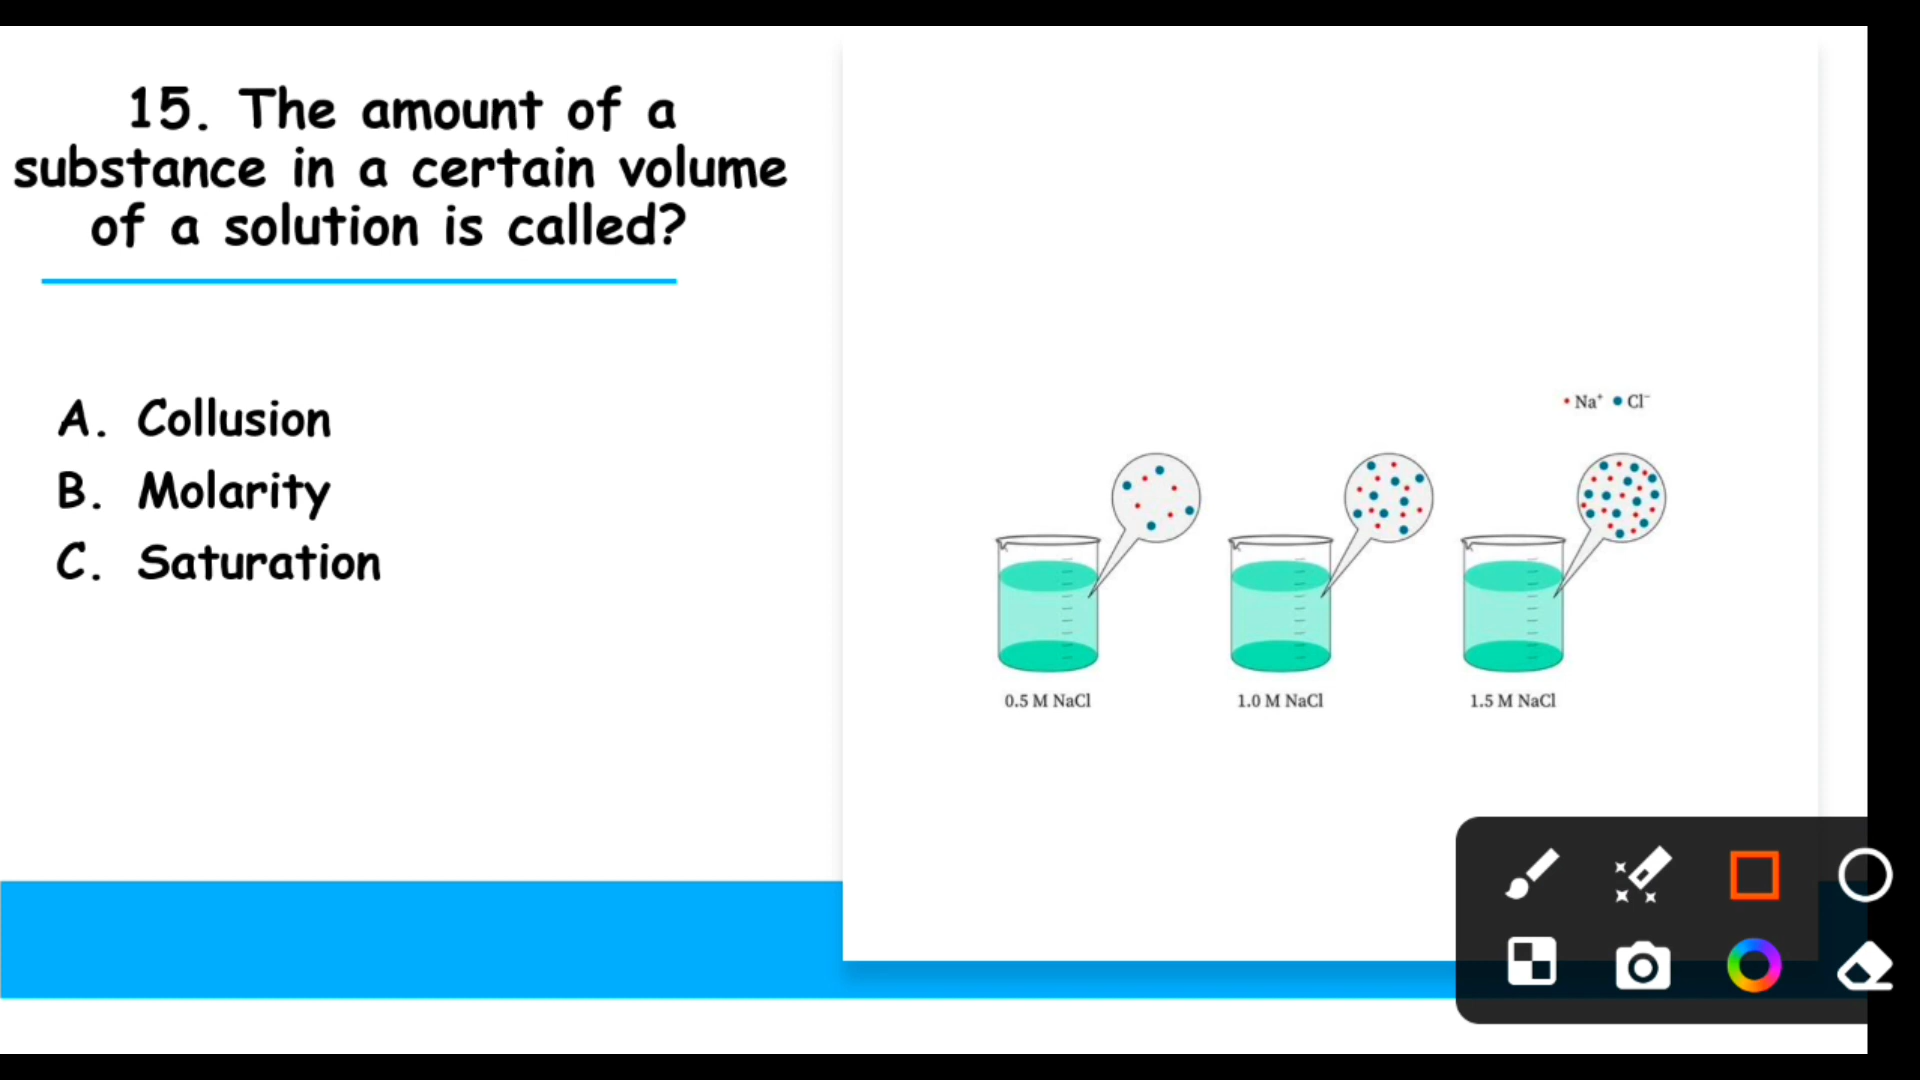 15. The amount of a
substance in a certain volume
of a solution is called?
A. Collusion
B. Molarity
C. Saturation
• Na⁺ • Cl⁻
0.5 M NaCl
1.0 M NaCl
1.5 M NaCl